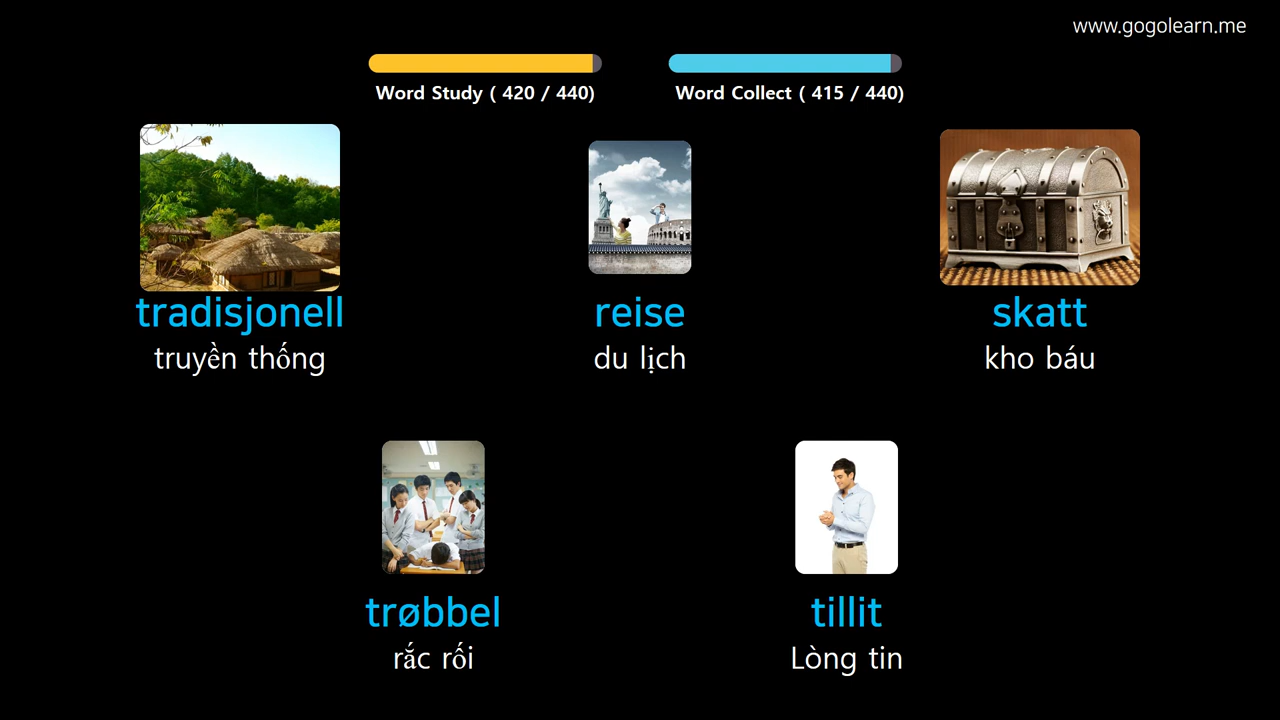 www.gogolearn.me
Word Study ( 420 / 440)
Word Collect ( 415 / 440)
tradisjonell
truyền thống
reise
du lịch
skatt
kho báu
trøbbel
rắc rối
tillit
Lòng tin